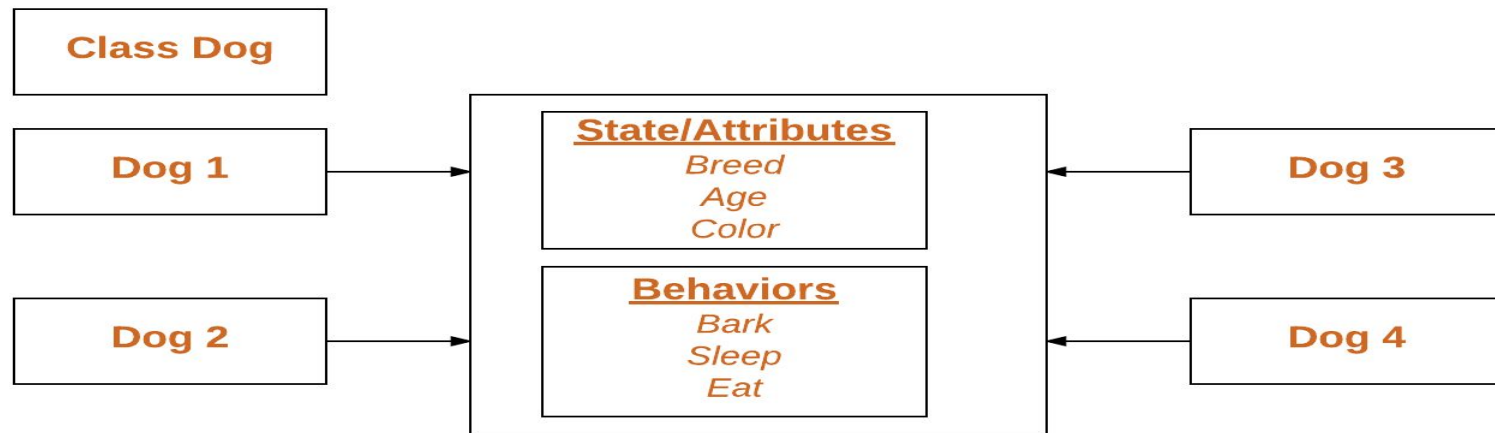 Class Dog
Dog 1
Dog 2
State/Attributes
Breed
Age
Color
Behaviors
Bark
Sleep
Eat
Dog 3
Dog 4